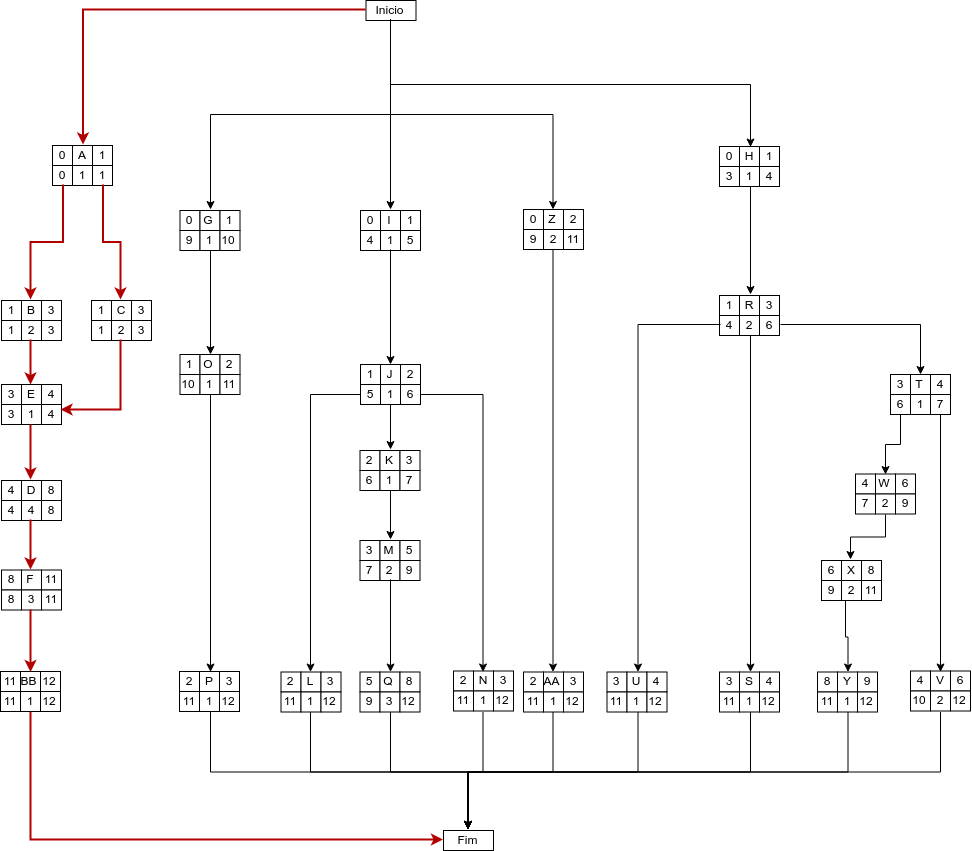 Inicio
0 A 1
0 1 1
0 H 1
3 1 4
0 G 1
9 1 10
0 I 1
4 1 5
0 Z 2
9 2 11
1 B 3
1 2 3
1 C 3
1 2 3
1 R 3
4 2 6
1 O 2
10 1 11
1 J 2
5 1 6
3 T 4
6 1 7
3 E 4
3 1 4
2 K 3
6 1 7
4 W 6
7 2 9
4 D 8
4 4 8
3 M 5
7 2 9
6 X 8
9 2 11
8 F 11
8 3 11
11 BB 12
11 1 12
2 P 3
11 1 12
2 L 3
11 1 12
5 Q 8
9 3 12
2 N 3
11 1 12
2 AA 3
11 1 12
3 U 4
11 1 12
3 S 4
11 1 12
8 Y 9
11 1 12
4 V 6
10 2 12
Fim